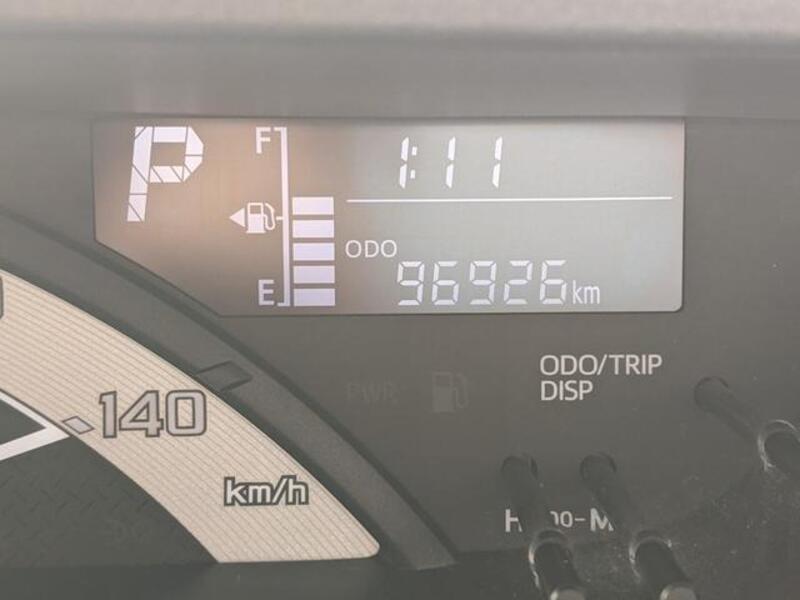 P
F
1:11
ODO
96926km
E
ODO/TRIP
DISP
PWR
140
km/h